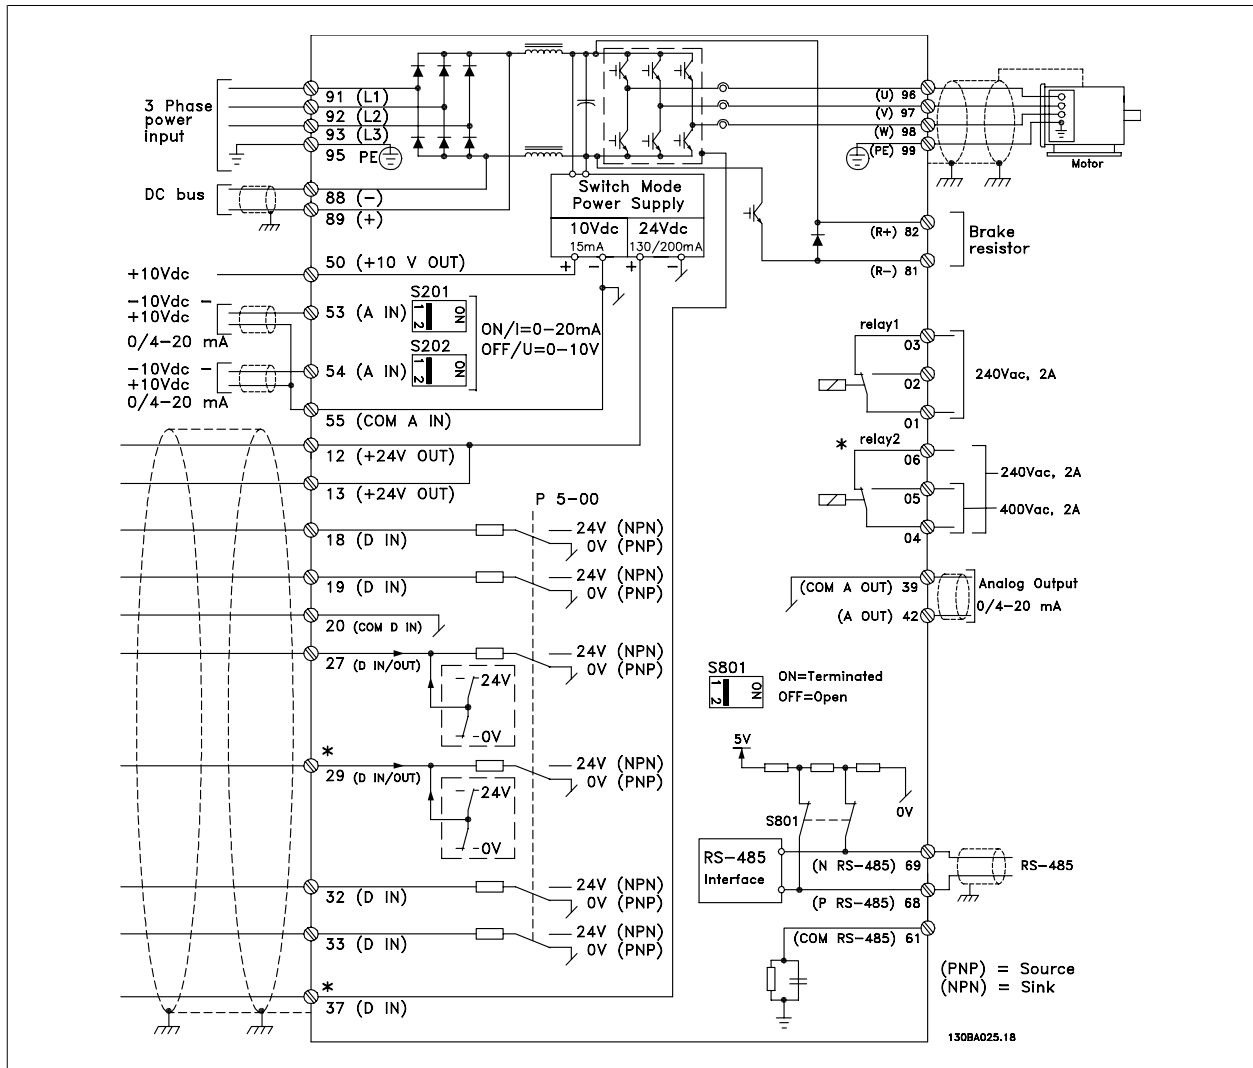 3 Phase
power
input
91 (L1)
92 (L2)
93 (L3)
95 PE
DC bus
88 (−)
89 (+)
Switch Mode
Power Supply
10Vdc
15mA
24Vdc
130/200mA
+ − + −
(U) 96
(V) 97
(W) 98
(PE) 99
Motor
(R+) 82
(R−) 81
Brake
resistor
+10Vdc
50 (+10 V OUT)
−10Vdc −
+10Vdc
0/4−20 mA
53 (A IN)
S201
ON
1 2
ON/I=0−20mA
OFF/U=0−10V
S202
ON
1 2
−10Vdc −
+10Vdc
0/4−20 mA
54 (A IN)
55 (COM A IN)
12 (+24V OUT)
13 (+24V OUT)
relay1
03
02
01
240Vac, 2A
* relay2
06
05
04
240Vac, 2A
400Vac, 2A
P 5-00
18 (D IN)
24V (NPN)
0V (PNP)
19 (D IN)
24V (NPN)
0V (PNP)
20 (COM D IN)
27 (D IN/OUT)
24V (NPN)
0V (PNP)
24V
0V
*
29 (D IN/OUT)
24V (NPN)
0V (PNP)
24V
0V
32 (D IN)
24V (NPN)
0V (PNP)
33 (D IN)
24V (NPN)
0V (PNP)
*
37 (D IN)
(COM A OUT) 39
(A OUT) 42
Analog Output
0/4−20 mA
S801
ON
1 2
ON=Terminated
OFF=Open
5V
S801
0V
RS-485
Interface
(N RS-485) 69
(P RS-485) 68
(COM RS-485) 61
RS-485
(PNP) = Source
(NPN) = Sink
130BA025.18